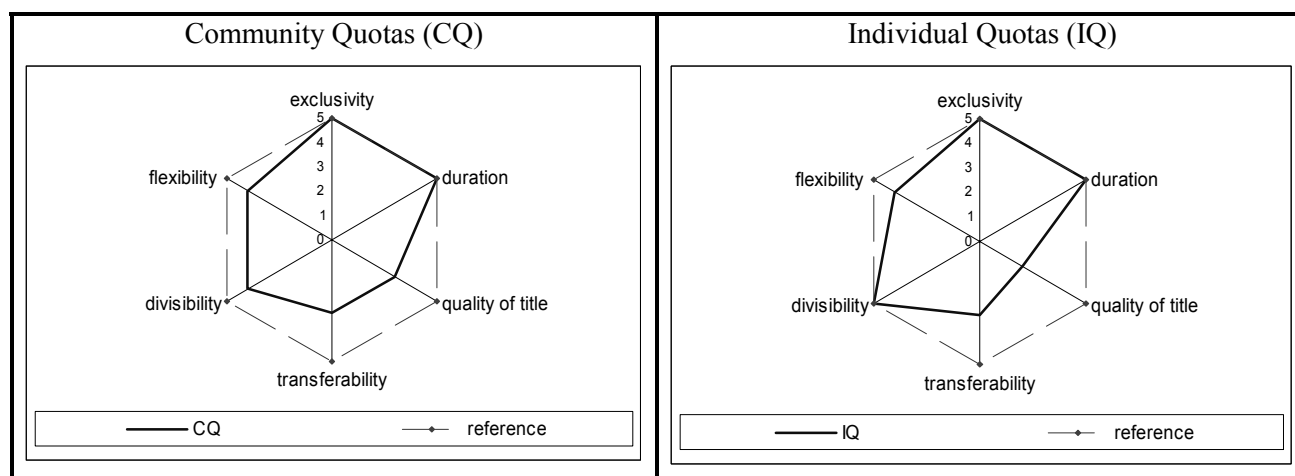 Community Quotas (CQ)
exclusivity
5
4
3
2
1
0
flexibility
duration
divisibility
quality of title
transferability
CQ
reference
Individual Quotas (IQ)
exclusivity
5
4
3
2
1
0
flexibility
duration
divisibility
quality of title
transferability
IQ
reference